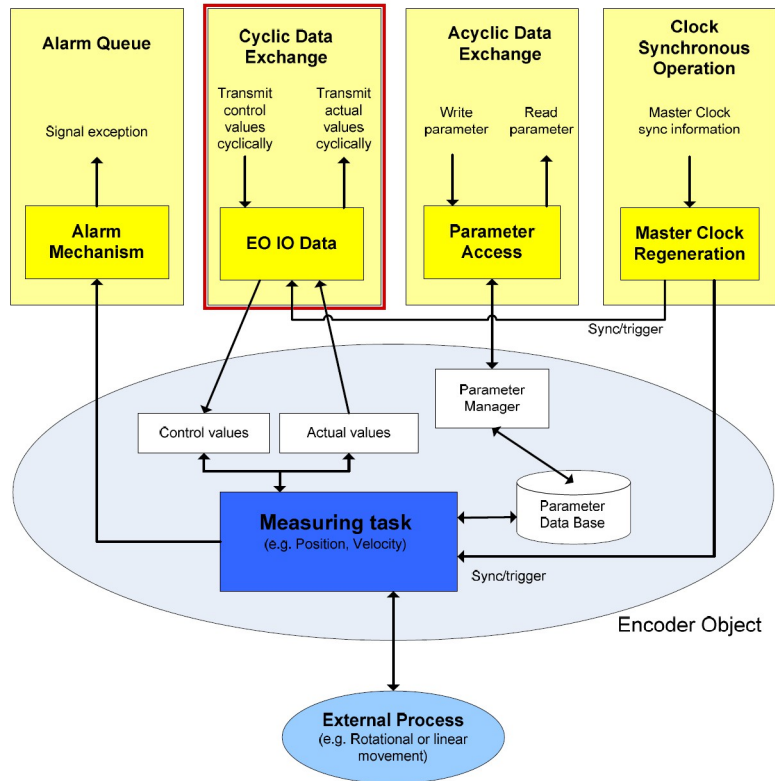 Alarm Queue
Signal exception
Alarm
Mechanism
Cyclic Data
Exchange
Transmit
control
values
cyclically
Transmit
actual
values
cyclically
EO IO Data
Acyclic Data
Exchange
Write
parameter
Read
parameter
Parameter
Access
Clock
Synchronous
Operation
Master Clock
sync information
Master Clock
Regeneration
Sync/trigger
Parameter
Manager
Control values
Actual values
Measuring task
(e.g. Position, Velocity)
Parameter
Data Base
Sync/trigger
Encoder Object
External Process
(e.g. Rotational or linear
movement)